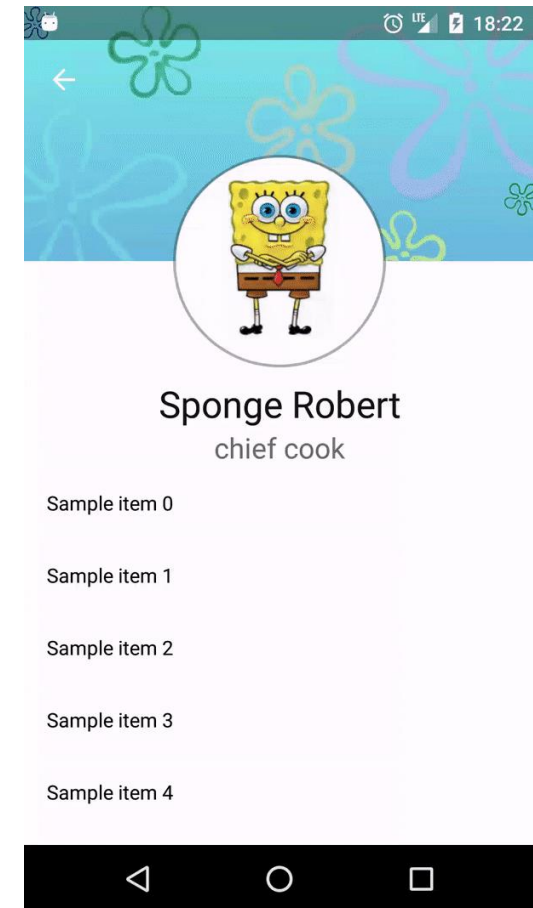 LTE 18:22
Sponge Robert
chief cook
Sample item 0
Sample item 1
Sample item 2
Sample item 3
Sample item 4